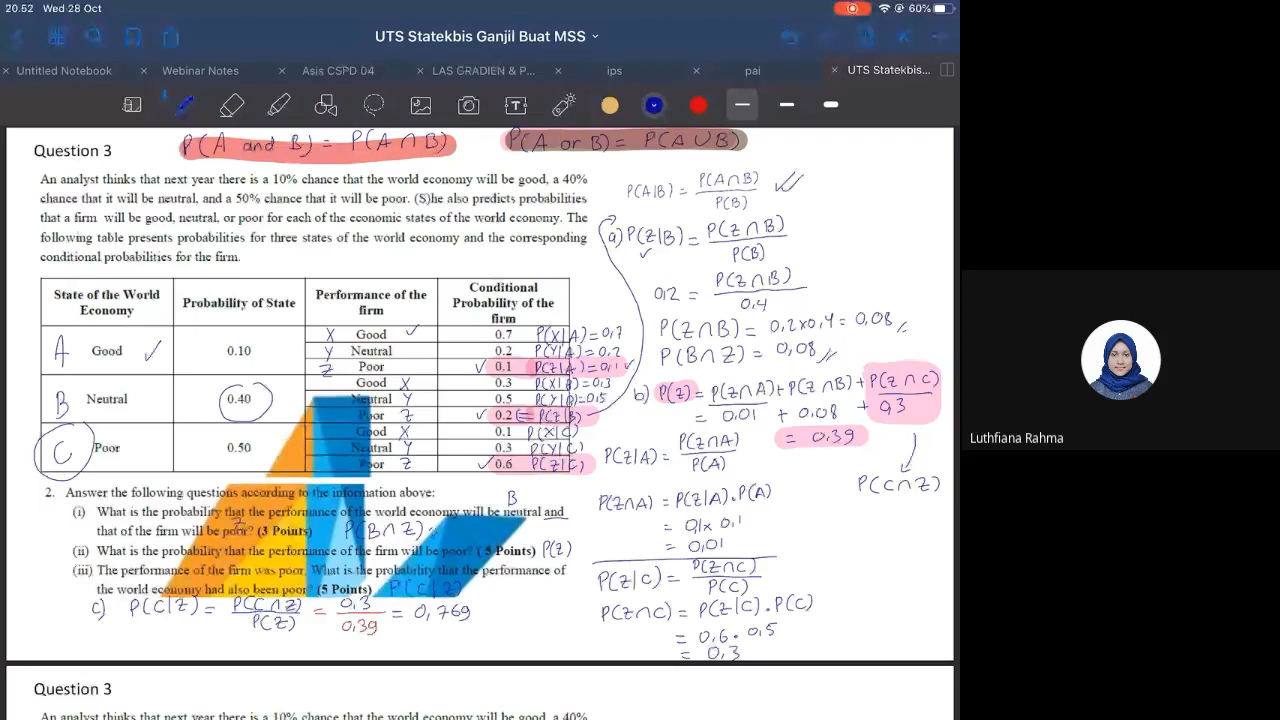 20.52 Wed 28 Oct
60%
UTS Statekbis Ganjil Buat MSS
Untitled Notebook
Webinar Notes
Asis CSPD 04
LAS GRADIEN & P...
ips
pai
UTS Statekbis...
Question 3
P(A and B) = P(A ∩ B)
P(A or B) = P(A ∪ B)
An analyst thinks that next year there is a 10% chance that the world economy will be good, a 40%
chance that it will be neutral, and a 50% chance that it will be poor. (S)he also predicts probabilities
that a firm will be good, neutral, or poor for each of the economic states of the world economy. The
following table presents probabilities for three states of the world economy and the corresponding
conditional probabilities for the firm.
State of the World Economy
Probability of State
Performance of the firm
Conditional Probability of the firm
A Good 0.10
X Good 0.7 P(X|A)=0,7
Y Neutral 0.2 P(Y|A)=0,2
Z Poor 0.1 P(Z|A)=0,1
B Neutral 0.40
Good X 0.3 P(X|B)=0,3
Neutral Y 0.5 P(Y|B)=0,5
Poor Z 0.2 P(Z|B)
C Poor 0.50
Good X 0.1 P(X|C)
Neutral Y 0.3 P(Y|C)
Poor Z 0.6 P(Z|C)
2. Answer the following questions according to the information above:
B
(i) What is the probability that the performance of the world economy will be neutral and
Z
that of the firm will be poor? (3 Points) P(B∩Z)
(ii) What is the probability that the performance of the firm will be poor? ( 5 Points) P(Z)
(iii) The performance of the firm was poor. What is the probability that the performance of
the world economy had also been poor? (5 Points) P(C|Z)
c) P(C|Z) = P(C∩Z) / P(Z) = 0,3 / 0,39 = 0,769
P(A|B) = P(A∩B) / P(B)
a) P(Z|B) = P(Z∩B) / P(B)
0,2 = P(Z∩B) / 0,4
P(Z∩B) = 0,2×0,4 = 0,08
P(B∩Z) = 0,08
b) P(Z) = P(Z∩A) + P(Z∩B) + P(Z∩C)
= 0,01 + 0,08 + 0,3
= 0,39
P(C∩Z)
P(Z|A) = P(Z∩A) / P(A)
P(Z∩A) = P(Z|A) . P(A)
= 0,1 x 0,1
= 0,01
P(Z|C) = P(Z∩C) / P(C)
P(Z∩C) = P(Z|C) . P(C)
= 0,6 . 0,5
= 0,3
Luthfiana Rahma
Question 3
An analyst thinks that next year there is a 10% chance that the world economy will be good, a 40%